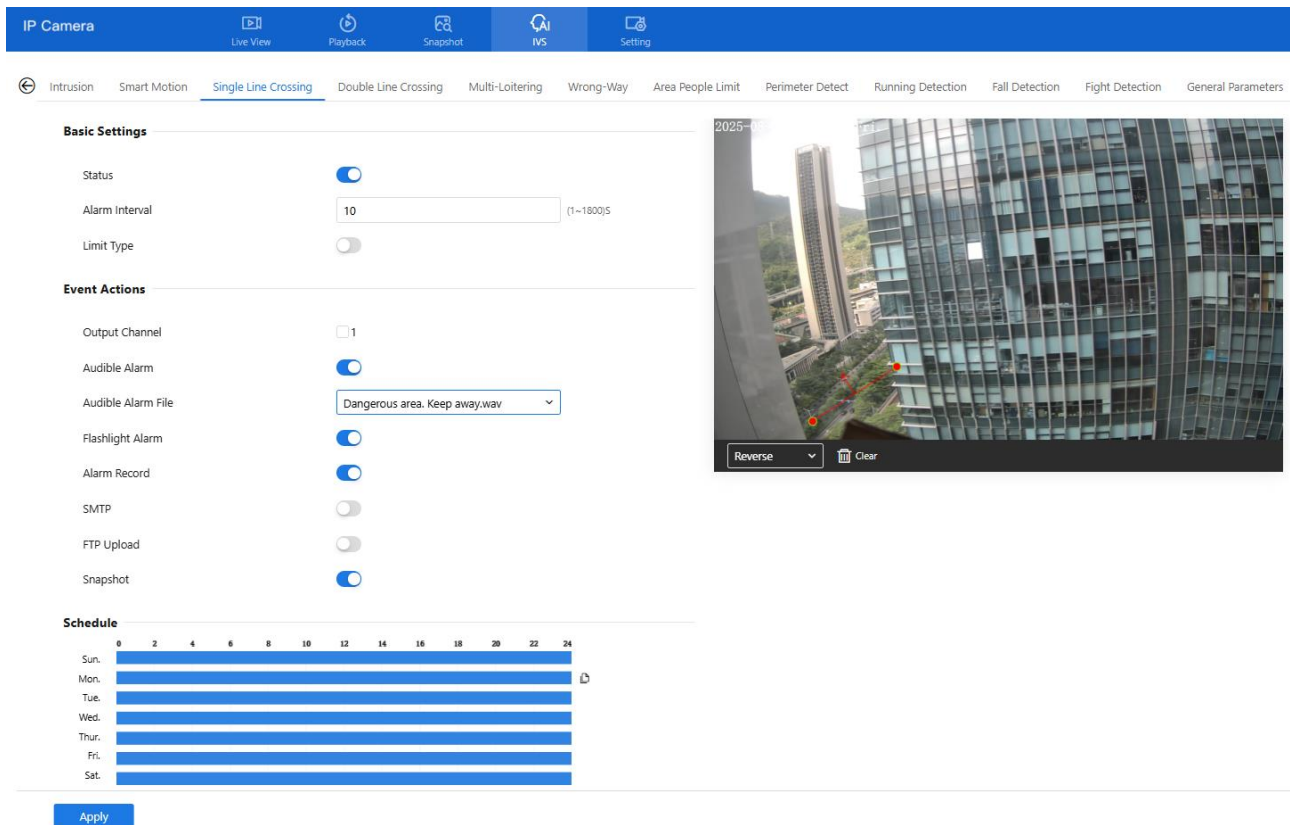 IP Camera
Live View
Playback
Snapshot
AI
IVS
Setting
Intrusion Smart Motion Single Line Crossing Double Line Crossing Multi-Loitering Wrong-Way Area People Limit Perimeter Detect Running Detection Fall Detection Fight Detection General Parameters
Basic Settings
Status
Alarm Interval 10 (1~1800)S
Limit Type
Event Actions
Output Channel 1
Audible Alarm
Audible Alarm File Dangerous area. Keep away.wav
Flashlight Alarm
Alarm Record
SMTP
FTP Upload
Snapshot
Schedule
0 2 4 6 8 10 12 14 16 18 20 22 24
Sun.
Mon.
Tue.
Wed.
Thur.
Fri.
Sat.
Apply
2025-
Reverse Clear